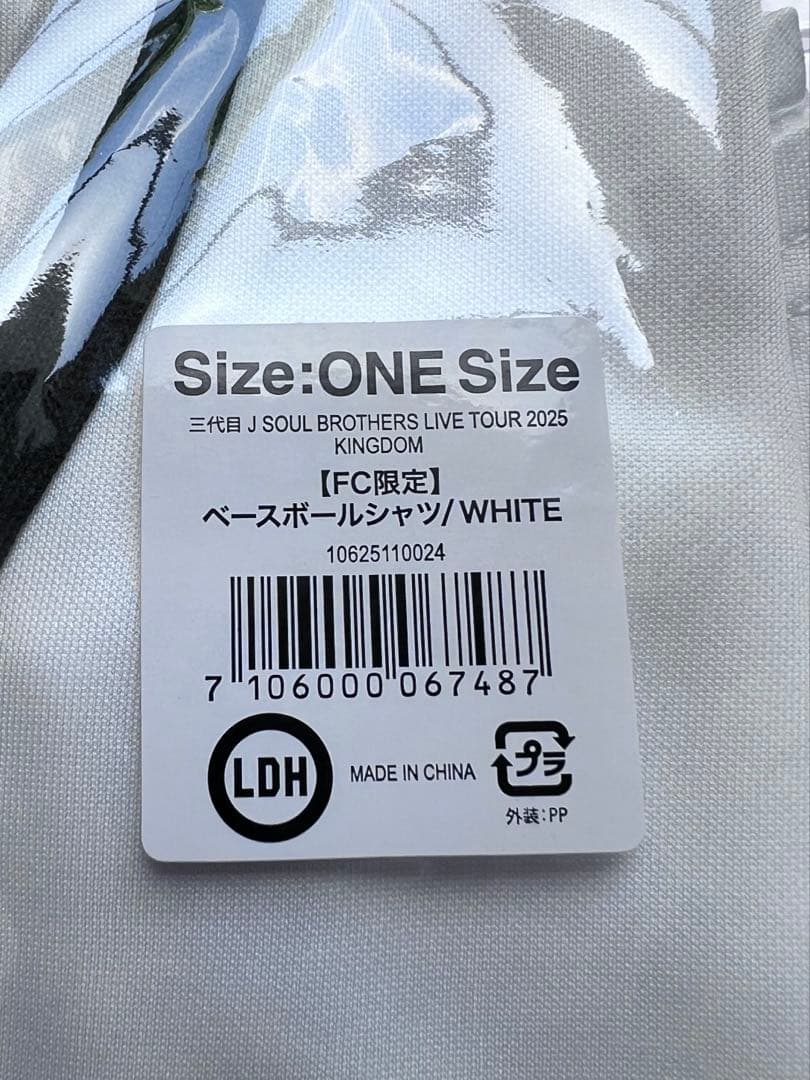 Size:ONE Size
三代目 J SOUL BROTHERS LIVE TOUR 2025
KINGDOM
【FC限定】
ベースボールシャツ/WHITE
10625110024
7 106000 067487
LDH
MADE IN CHINA
プラ
外装:PP